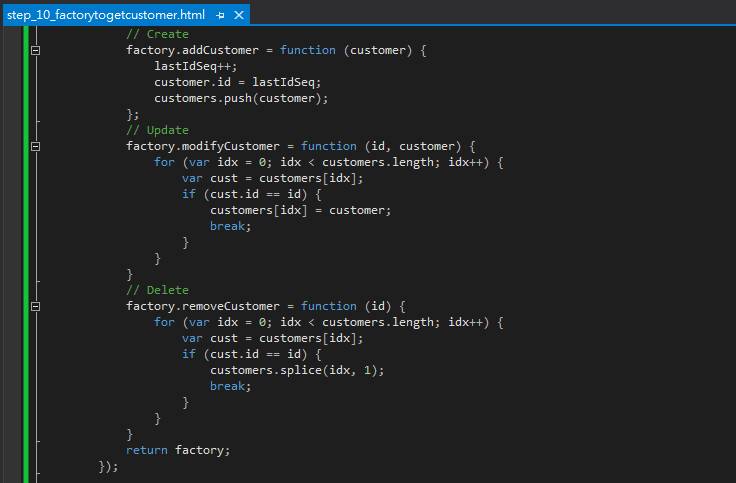 step_10_factorytogetcustomer.html
// Create
factory.addCustomer = function (customer) {
lastIdSeq++;
customer.id = lastIdSeq;
customers.push(customer);
};
// Update
factory.modifyCustomer = function (id, customer) {
for (var idx = 0; idx < customers.length; idx++) {
var cust = customers[idx];
if (cust.id == id) {
customers[idx] = customer;
break;
}
}
}
// Delete
factory.removeCustomer = function (id) {
for (var idx = 0; idx < customers.length; idx++) {
var cust = customers[idx];
if (cust.id == id) {
customers.splice(idx, 1);
break;
}
}
}
return factory;
});